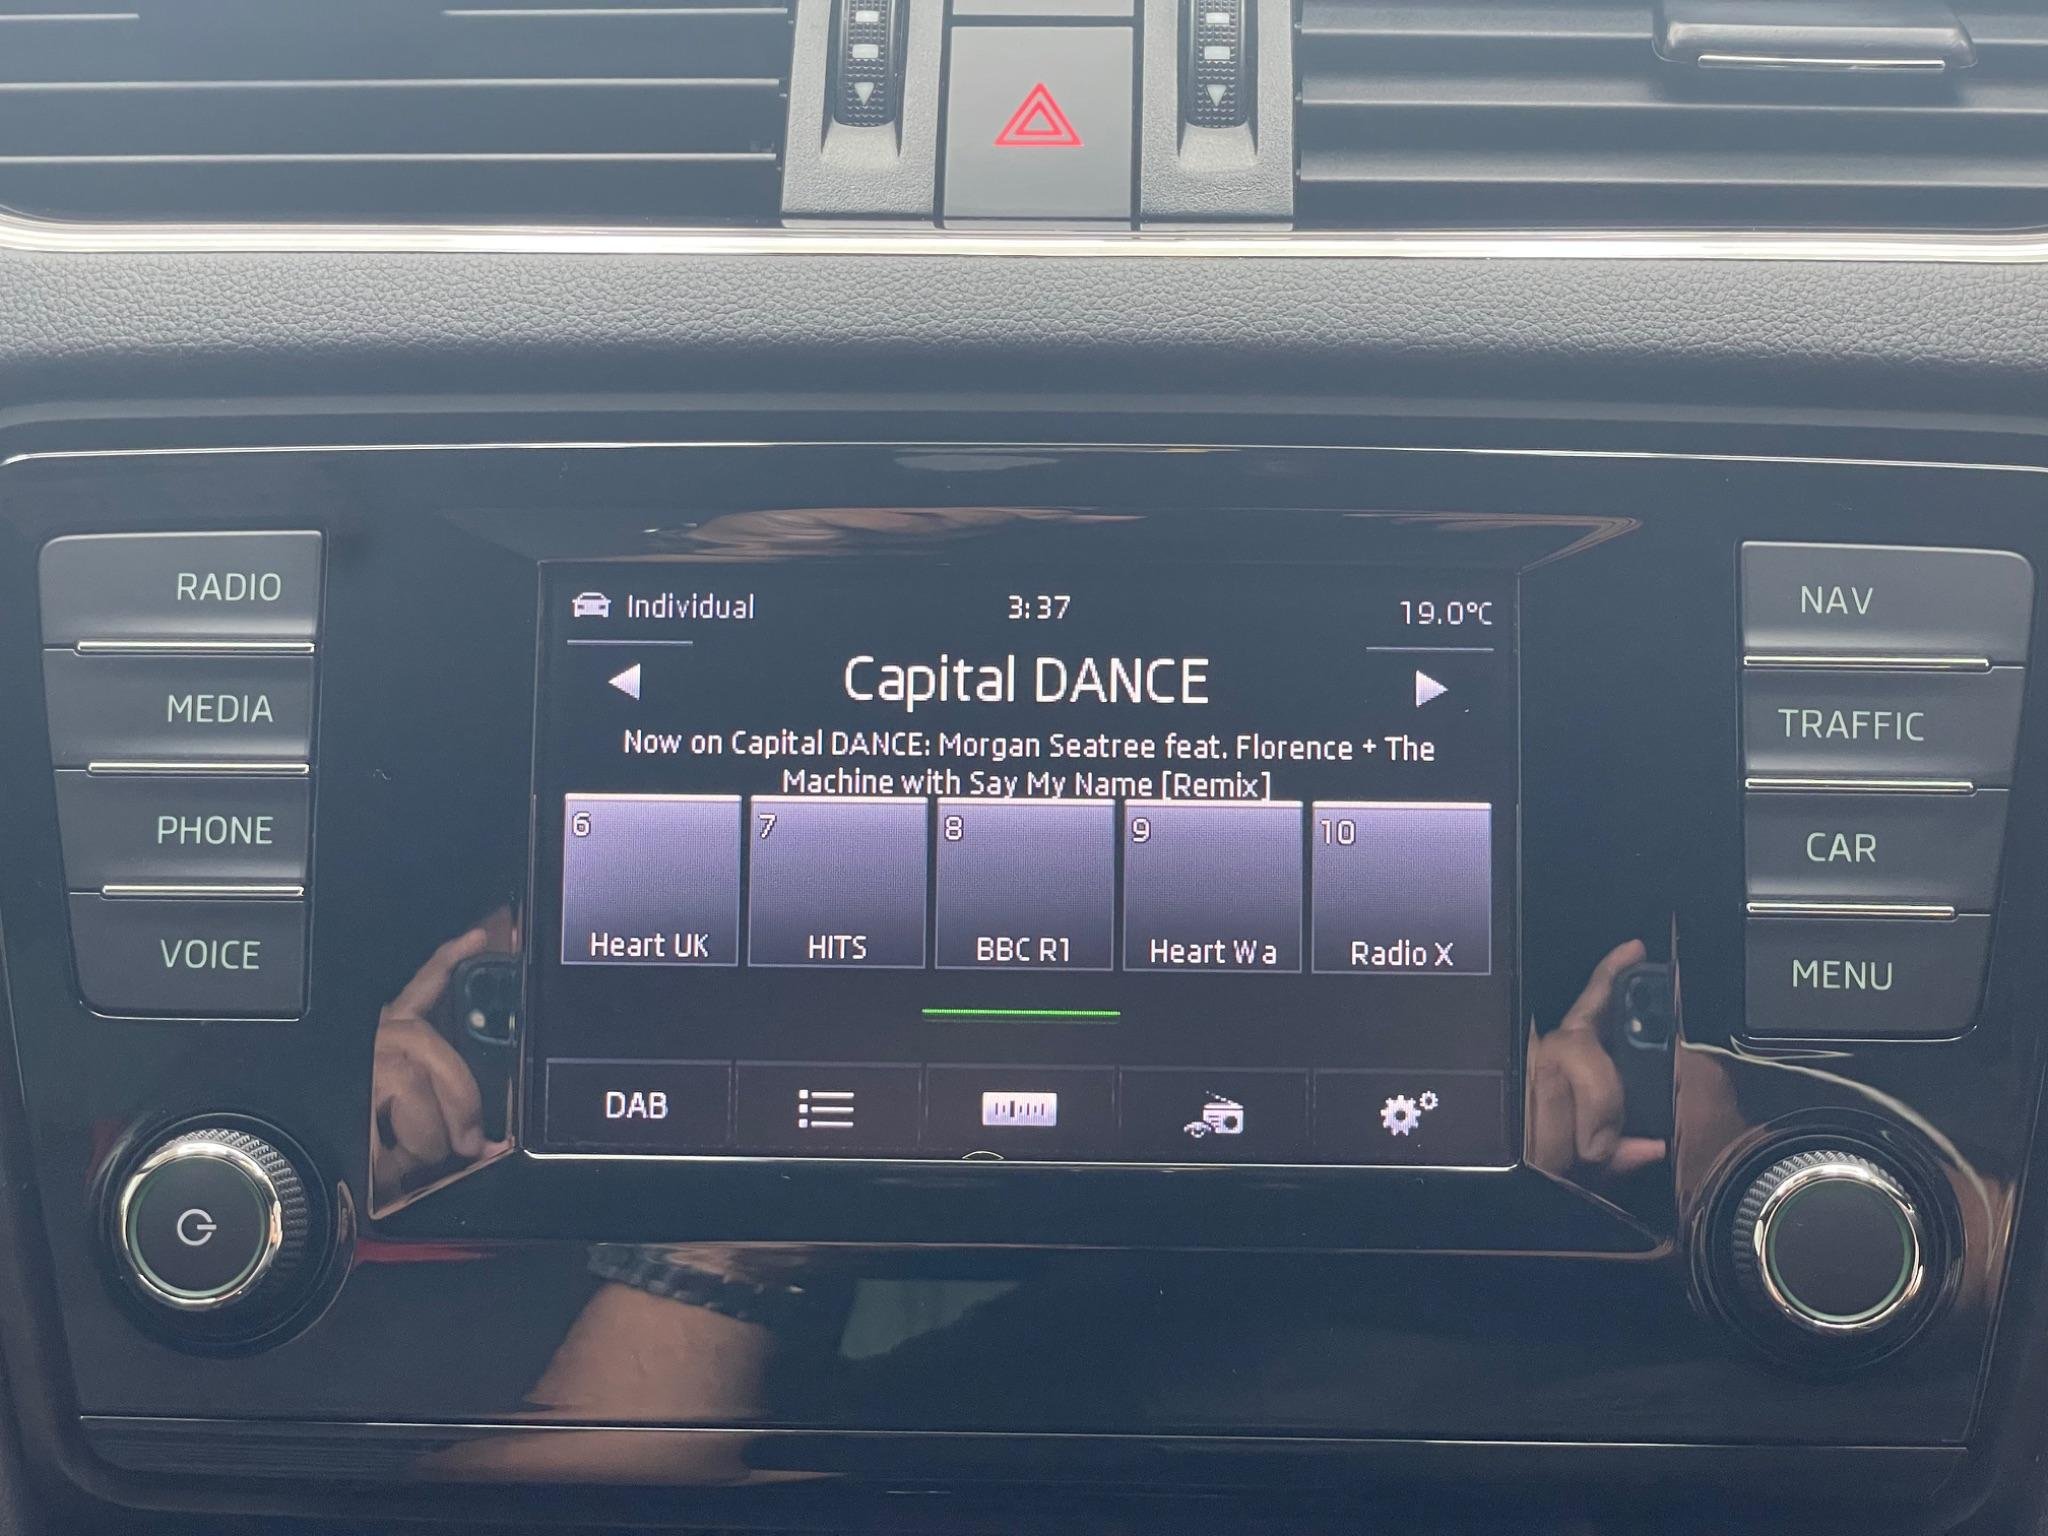 RADIO
MEDIA
PHONE
VOICE
Individual
3:37
19.0°C
Capital DANCE
Now on Capital DANCE: Morgan Seatree feat. Florence + The
Machine with Say My Name [Remix]
6
7
8
9
10
Heart UK
HITS
BBC R1
Heart Wa
Radio X
DAB
NAV
TRAFFIC
CAR
MENU